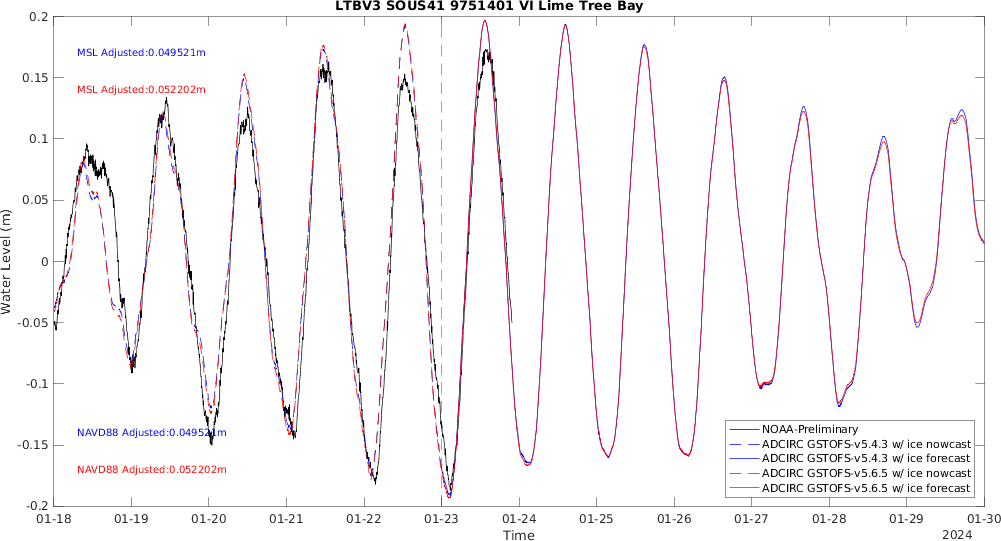 LTBV3 SOUS41 9751401 VI Lime Tree Bay
0.2
0.15
0.1
0.05
0
-0.05
-0.1
-0.15
-0.2
Water Level (m)
MSL Adjusted:0.049521m
MSL Adjusted:0.052202m
NAVD88 Adjusted:0.049521m
NAVD88 Adjusted:0.052202m
NOAA-Preliminary
ADCIRC GSTOFS-v5.4.3 w/ ice nowcast
ADCIRC GSTOFS-v5.4.3 w/ ice forecast
ADCIRC GSTOFS-v5.6.5 w/ ice nowcast
ADCIRC GSTOFS-v5.6.5 w/ ice forecast
01-18 01-19 01-20 01-21 01-22 01-23 01-24 01-25 01-26 01-27 01-28 01-29 01-30
Time
2024